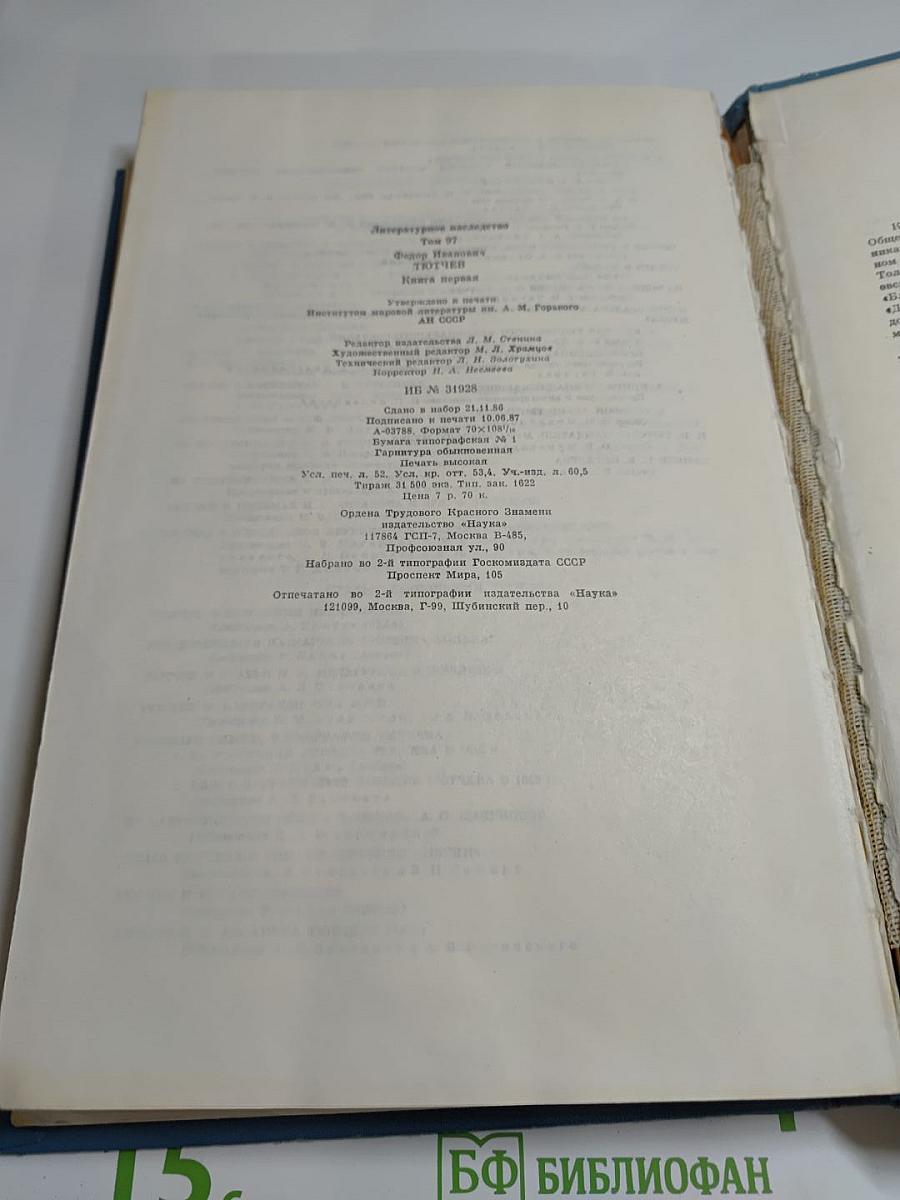 Литературное наследство
Том 97
Федор Иванович
ТЮТЧЕВ
Книга первая
Утверждено к печати
Институтом мировой литературы им. А. М. Горького
АН СССР
Редактор издательства Л. М. Стенина
Художественный редактор М. Л. Храмцов
Технический редактор Л. Н. Золотухина
Корректор Н. А. Несмеева
ИБ № 31928
Сдано в набор 21.11.86
Подписано к печати 10.06.87
А-03788. Формат 70×108¹/₁₆
Бумага типографская № 1
Гарнитура обыкновенная
Печать высокая
Усл. печ. л. 52. Усл. кр. отт. 53,4. Уч.-изд. л. 60,5
Тираж 31 500 экз. Тип. зак. 1622
Цена 7 р. 70 к.
Ордена Трудового Красного Знамени
издательство «Наука»
117864 ГСП-7, Москва В-485,
Профсоюзная ул., 90
Набрано во 2-й типографии Госкомиздата СССР
Проспект Мира, 105
Отпечатано во 2-й типографии издательства «Наука»
121099, Москва, Г-99, Шубинский пер., 10
15
БФ БИБЛИОФАН